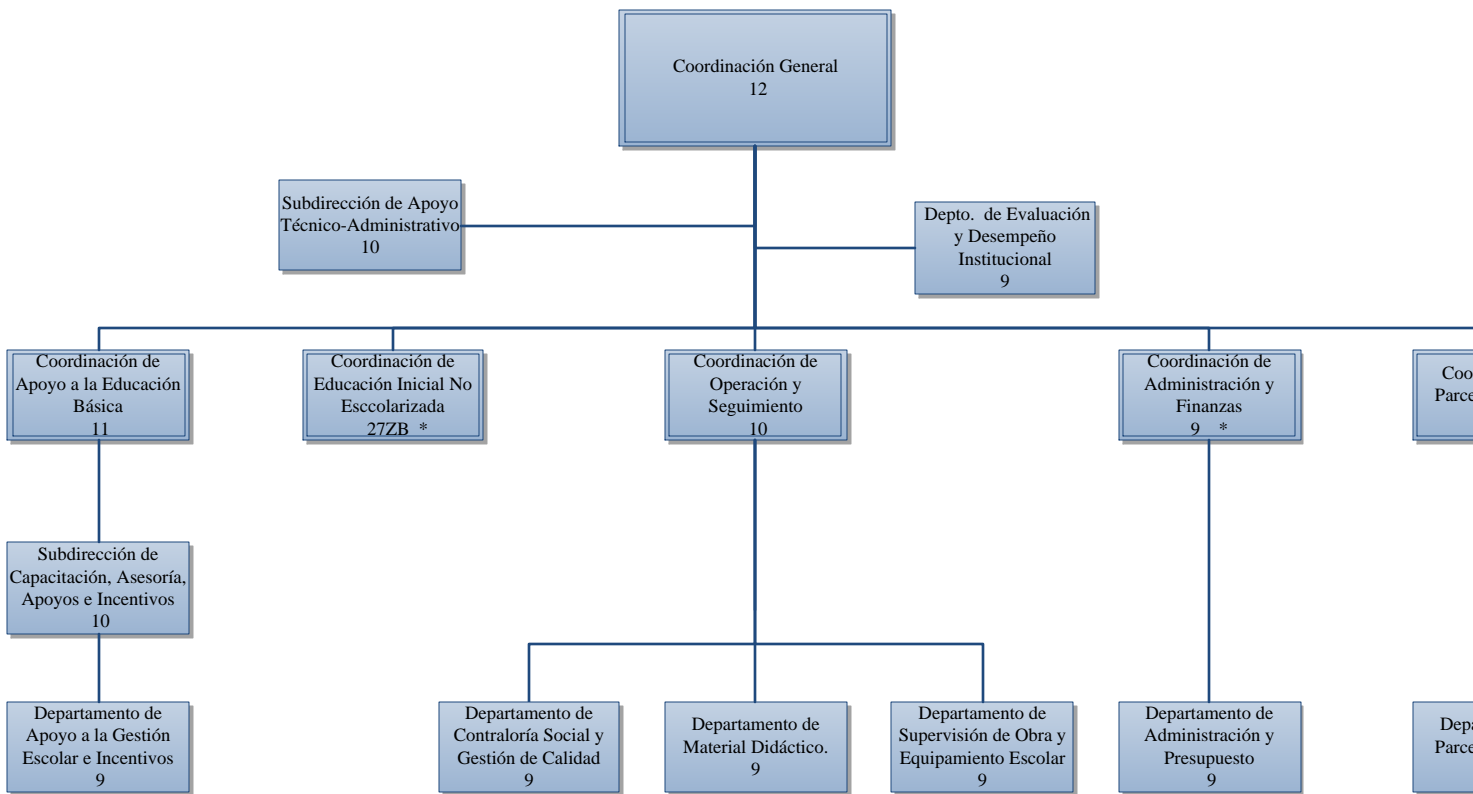 Coordinación General
12
Subdirección de Apoyo
Técnico-Administrativo
10
Depto.  de Evaluación
y Desempeño
Institucional
9
Coordinación de
Apoyo a la Educación
Básica
11
Coordinación de
Educación Inicial No
Esccolarizada
27ZB  *
Coordinación de
Operación y
Seguimiento
10
Coordinación de
Administración y
Finanzas
9    *
Subdirección de
Capacitación, Asesoría,
Apoyos e Incentivos
10
Departamento de
Apoyo a la Gestión
Escolar e Incentivos
9
Departamento de
Contraloría Social y
Gestión de Calidad
9
Departamento de
Material Didáctico.
9
Departamento de
Supervisión de Obra y
Equipamiento Escolar
9
Departamento de
Administración y
Presupuesto
9